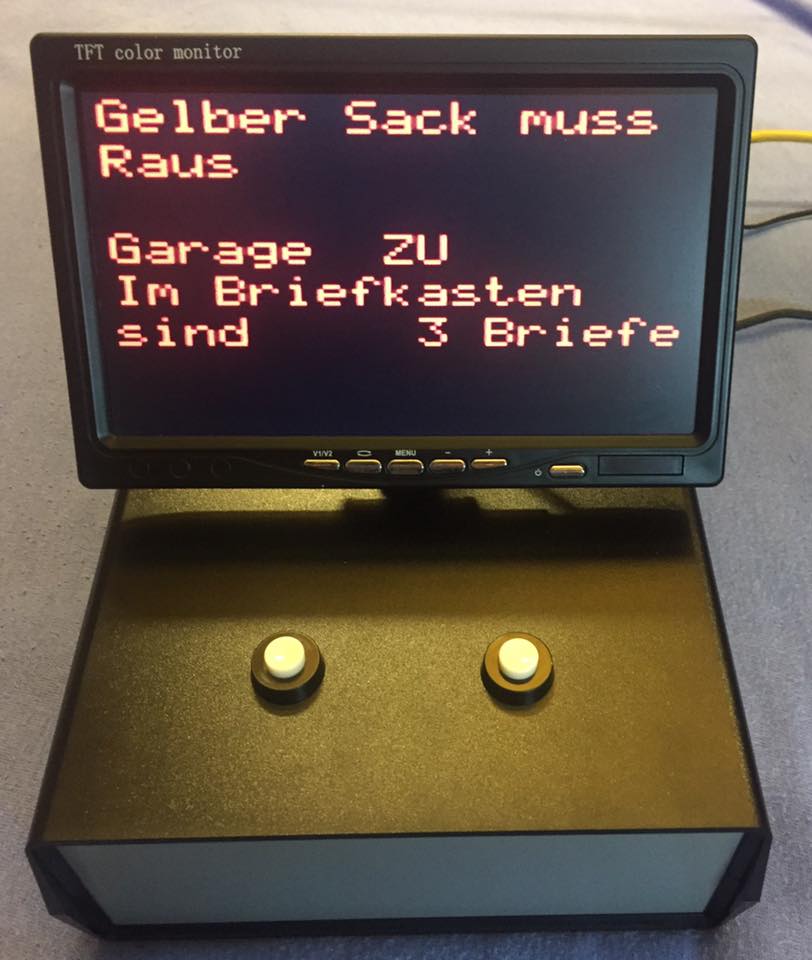 TFT color monitor
Gelber Sack muss
Raus
Garage ZU
Im Briefkasten
sind 3 Briefe
V1/V2 MENU - +